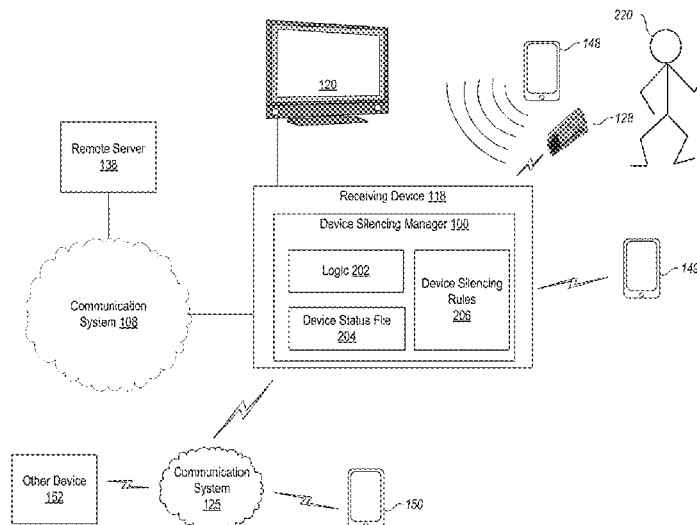 220
148
120
128
Remote Server
138
Receiving Device 118
Device Silencing Manager 100
Logic 202
Device Silencing
Rules
206
149
Communication
System 108
Device Status File
204
Communication
System
125
Other Device
152
150